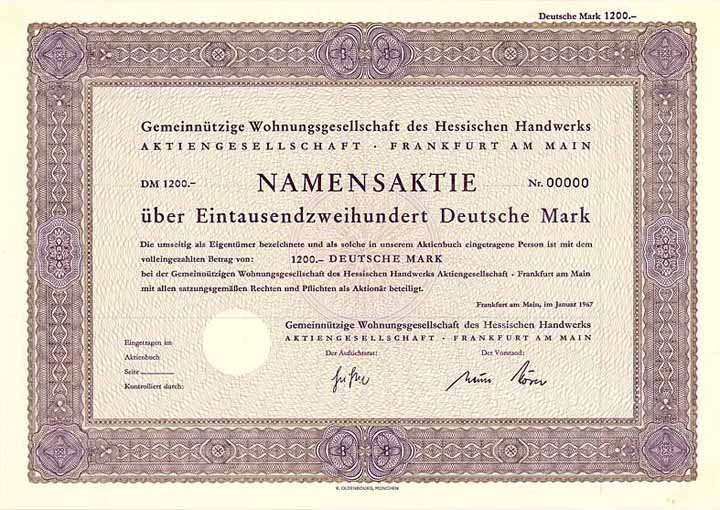 Deutsche Mark 1200.–
Gemeinnützige Wohnungsgesellschaft des Hessischen Handwerks
AKTIENGESELLSCHAFT · FRANKFURT AM MAIN
DM 1200.– NAMENSAKTIE Nr. 00000
über Eintausendzweihundert Deutsche Mark
Die umseitig als Eigentümer bezeichnete und als solche in unserem Aktienbuch eingetragene Person ist mit dem
volleingezahlten Betrag von: 1200.– DEUTSCHE MARK
bei der Gemeinnützigen Wohnungsgesellschaft des Hessischen Handwerks Aktiengesellschaft · Frankfurt am Main
mit allen satzungsgemäßen Rechten und Pflichten als Aktionär beteiligt.
Frankfurt am Main, im Januar 1967
Gemeinnützige Wohnungsgesellschaft des Hessischen Handwerks
AKTIENGESELLSCHAFT · FRANKFURT AM MAIN
Eingetragen im
Aktienbuch
Seite
Kontrolliert durch:
Der Aufsichtsrat: Der Vorstand:
R. OLDENBOURG, MÜNCHEN